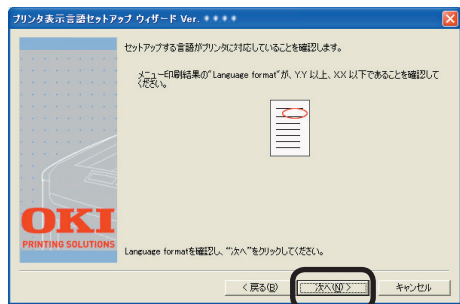 プリンタ表示言語セットアップ ウィザード Ver. ****
セットアップする言語がプリンタに対応していることを確認します。
メニュー印刷結果の"Language format"が、Y.Y 以上、X.X 以下であることを確認して
ください。
OKI
PRINTING SOLUTIONS
Language formatを確認し、"次へ"をクリックしてください。
< 戻る(B)
次へ(N) >
キャンセル